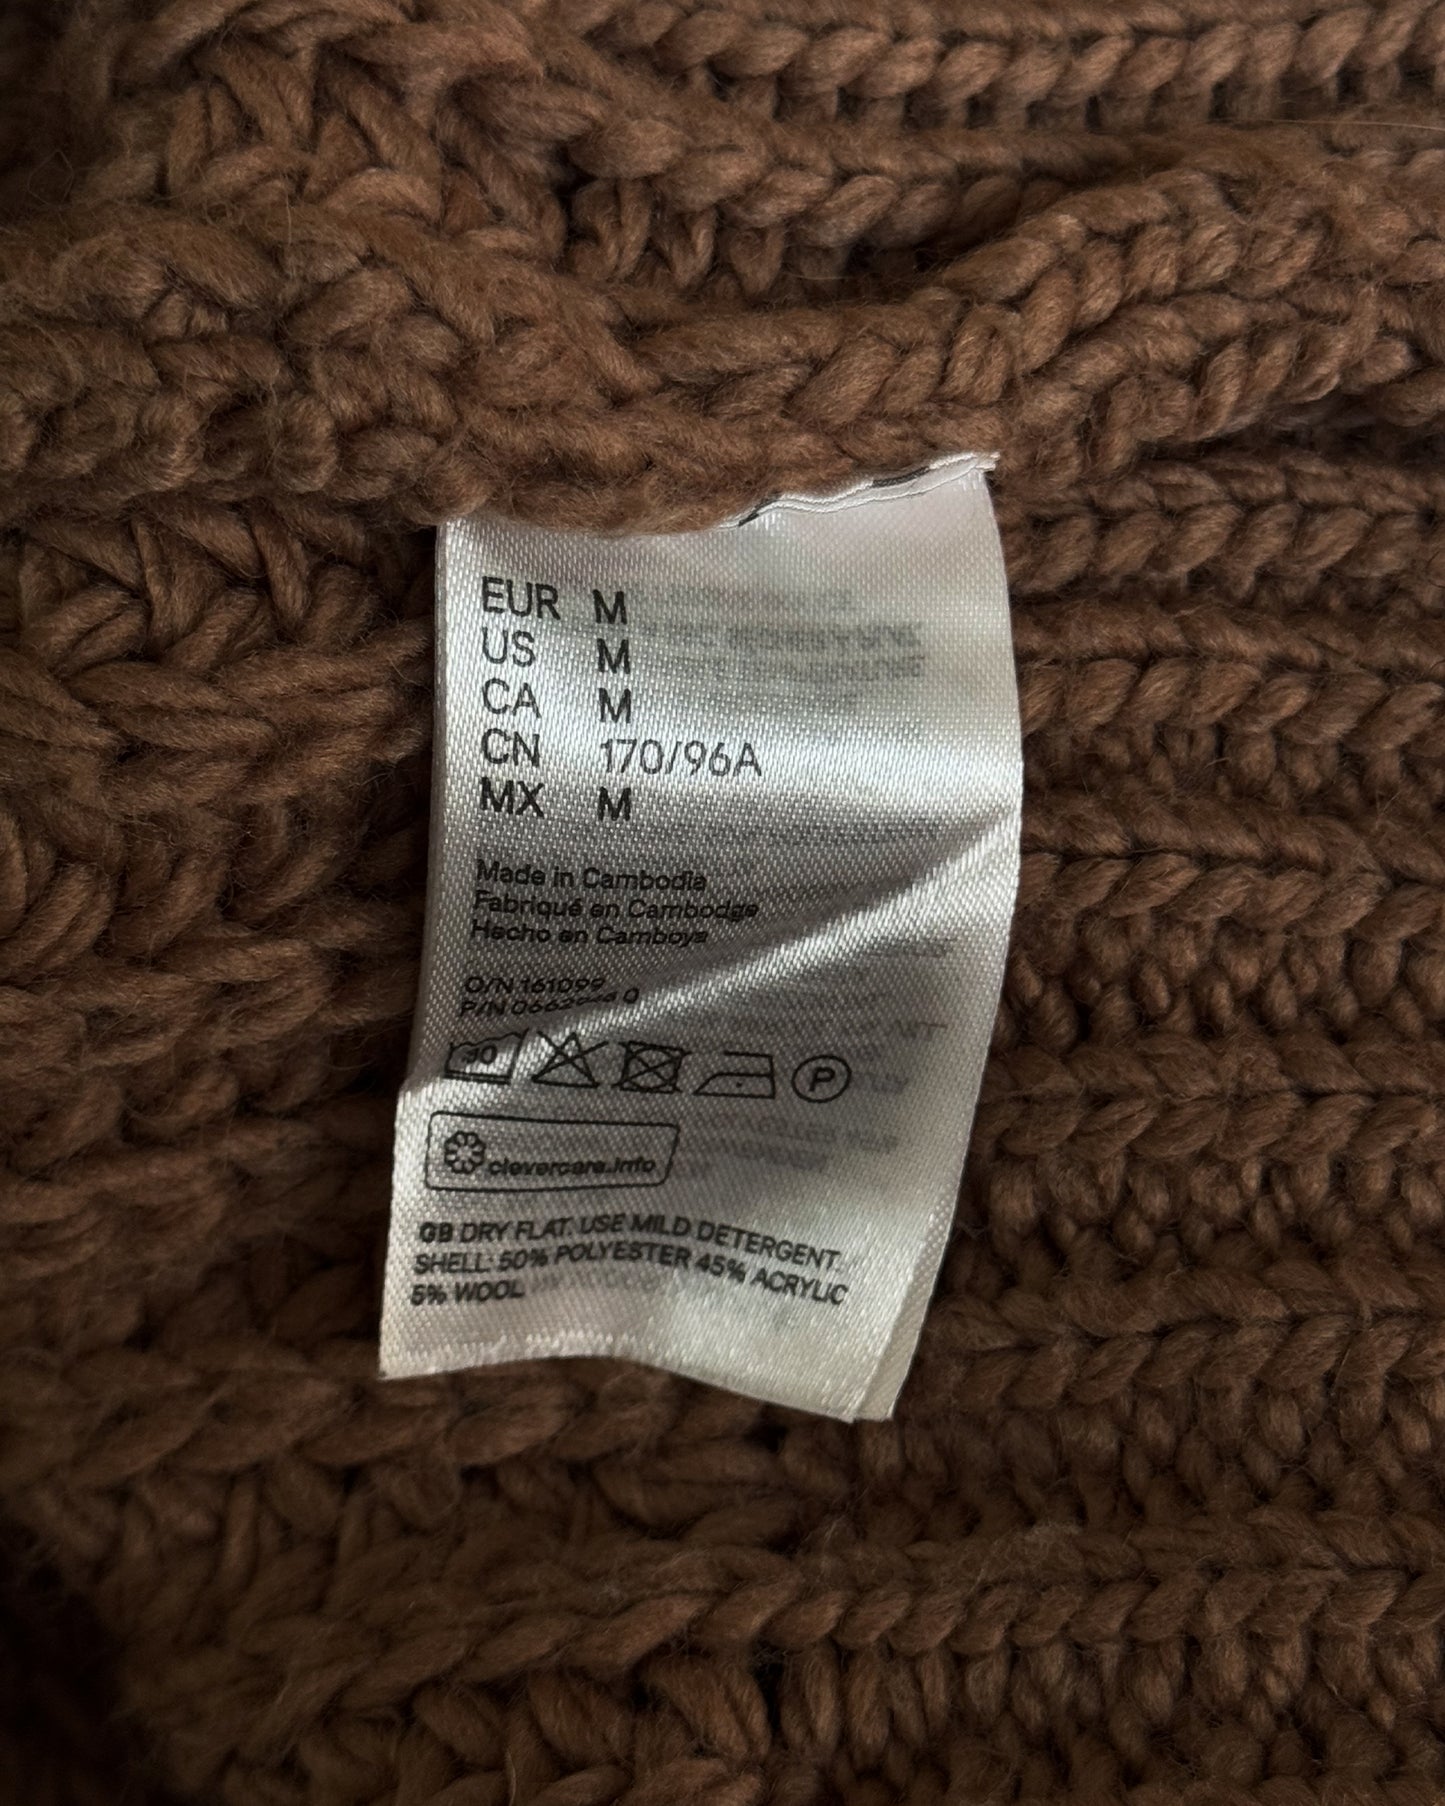 EUR M
US M
CA M
CN 170/96A
MX M
Made in Cambodia
Fabriqué en Cambodge
Hecho en Camboya
O/N 161099
P/N
30
P
clevercare.info
GB DRY FLAT. USE MILD DETERGENT.
SHELL: 50% POLYESTER 45% ACRYLIC
5% WOOL